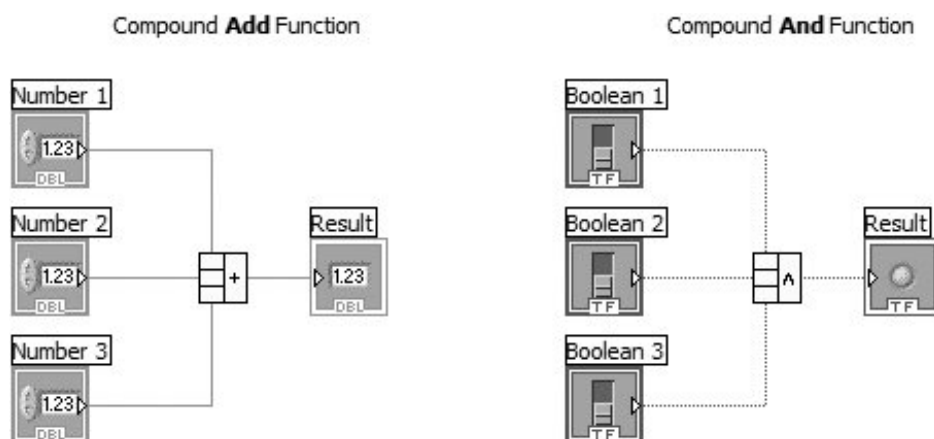 Compound Add Function
Number 1
1.23
DBL
Number 2
1.23
DBL
Number 3
1.23
DBL
+
Result
1.23
DBL
Compound And Function
Boolean 1
TF
Boolean 2
TF
Boolean 3
TF
∧
Result
TF